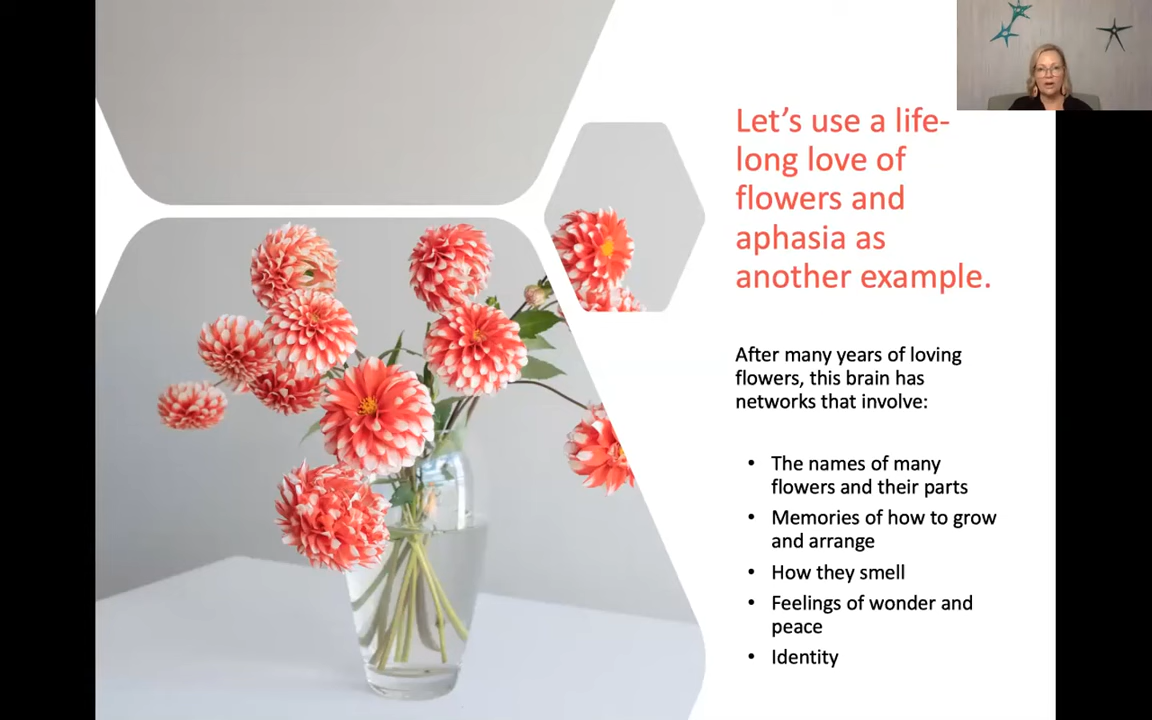 Let’s use a life-
long love of
flowers and
aphasia as
another example.
After many years of loving
flowers, this brain has
networks that involve:
• The names of many
flowers and their parts
• Memories of how to grow
and arrange
• How they smell
• Feelings of wonder and
peace
• Identity